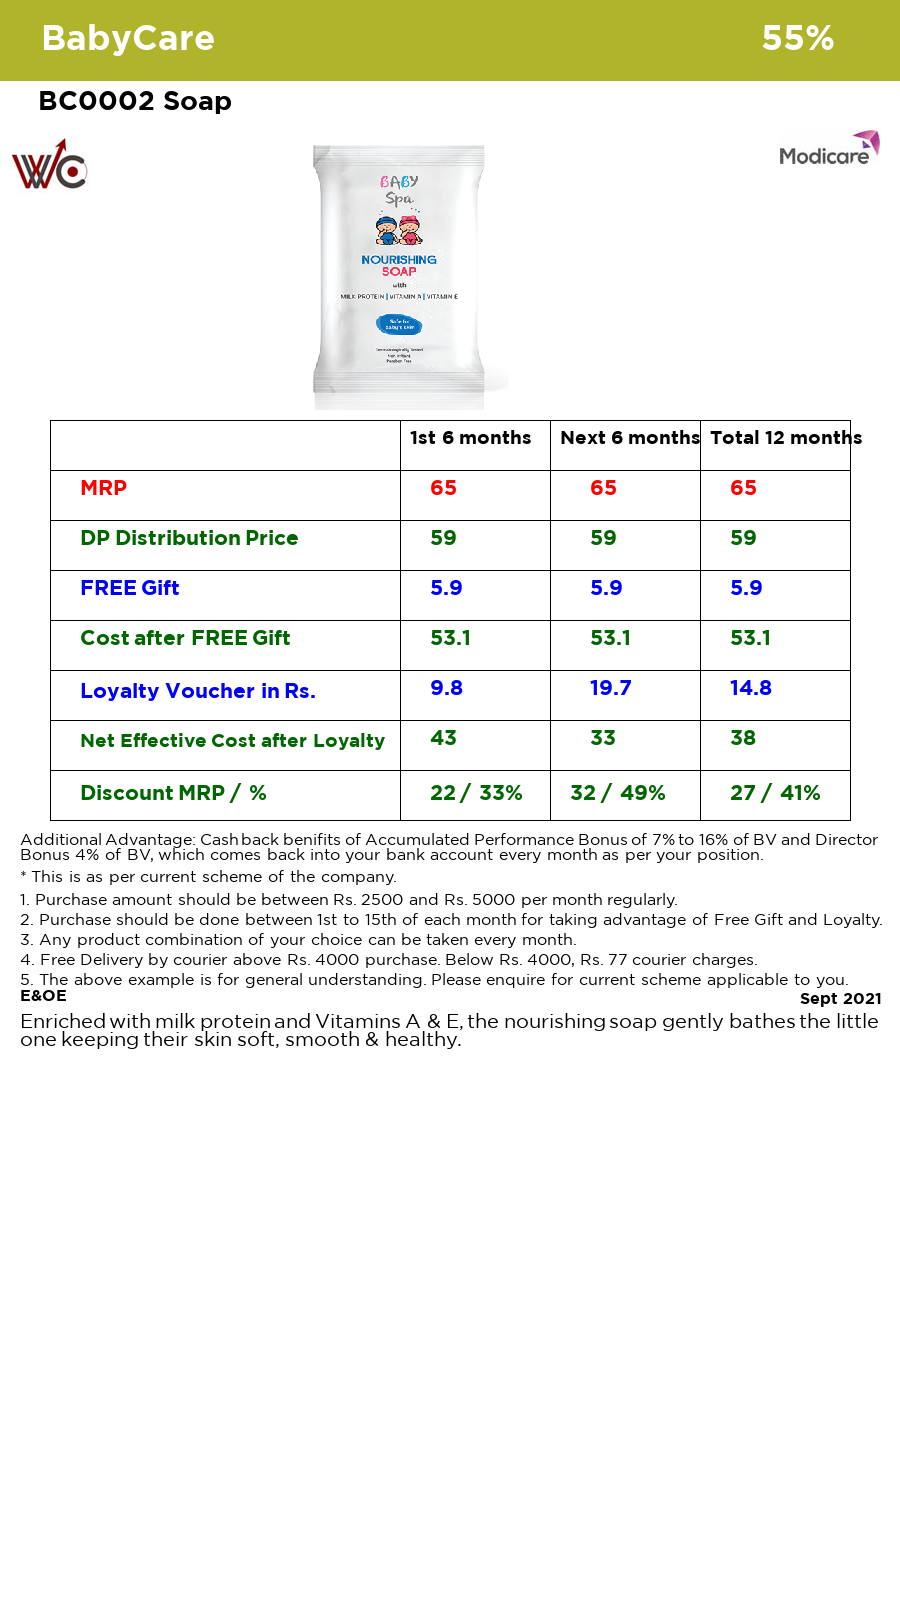 BabyCare 55%
BC0002 Soap
WC
Modicare
BABY
Spa
NOURISHING
SOAP
with
MILK PROTEIN | VITAMIN A | VITAMIN E
Safe for
baby's skin
Dermatologically Tested
Non Irritant
Paraben Free
1st 6 months Next 6 months Total 12 months
MRP 65 65 65
DP Distribution Price 59 59 59
FREE Gift 5.9 5.9 5.9
Cost after FREE Gift 53.1 53.1 53.1
Loyalty Voucher in Rs. 9.8 19.7 14.8
Net Effective Cost after Loyalty 43 33 38
Discount MRP / % 22 / 33% 32 / 49% 27 / 41%
Additional Advantage: Cashback benifits of Accumulated Performance Bonus of 7% to 16% of BV and Director
Bonus 4% of BV, which comes back into your bank account every month as per your position.
* This is as per current scheme of the company.
1. Purchase amount should be between Rs. 2500 and Rs. 5000 per month regularly.
2. Purchase should be done between 1st to 15th of each month for taking advantage of Free Gift and Loyalty.
3. Any product combination of your choice can be taken every month.
4. Free Delivery by courier above Rs. 4000 purchase. Below Rs. 4000, Rs. 77 courier charges.
5. The above example is for general understanding. Please enquire for current scheme applicable to you.
E&OE Sept 2021
Enriched with milk protein and Vitamins A & E, the nourishing soap gently bathes the little
one keeping their skin soft, smooth & healthy.